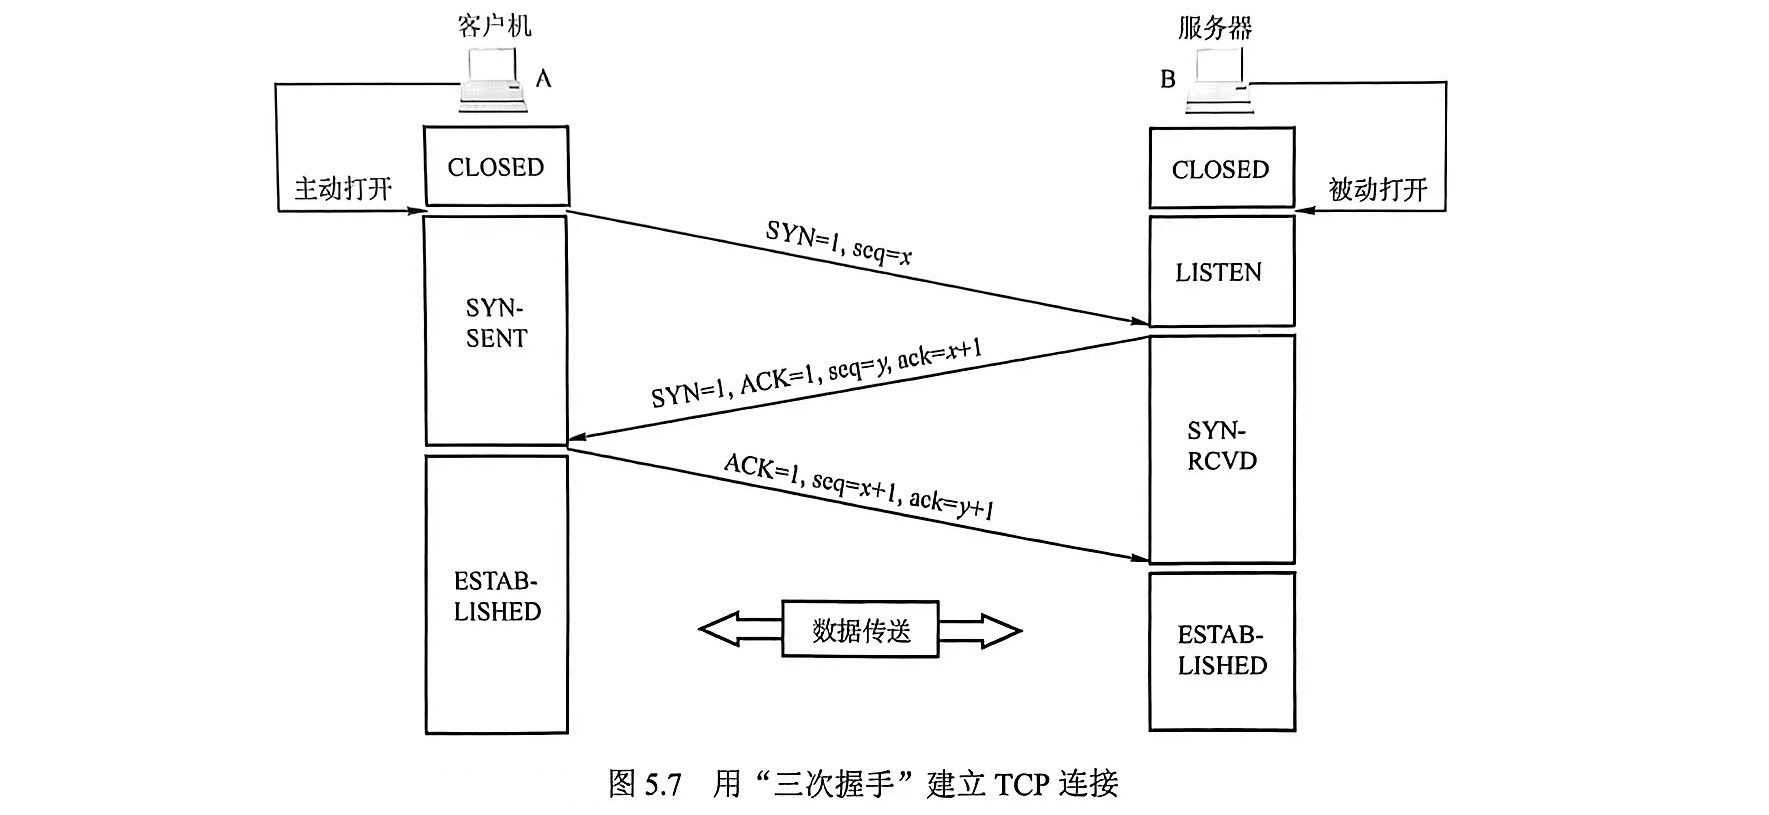 客户机
服务器
A
B
CLOSED
CLOSED
主动打开
被动打开
SYN=1, seq=x
LISTEN
SYN-
SENT
SYN=1, ACK=1, seq=y, ack=x+1
SYN-
RCVD
ACK=1, seq=x+1, ack=y+1
ESTAB-
LISHED
数据传送
ESTAB-
LISHED
图 5.7 用“三次握手”建立 TCP 连接